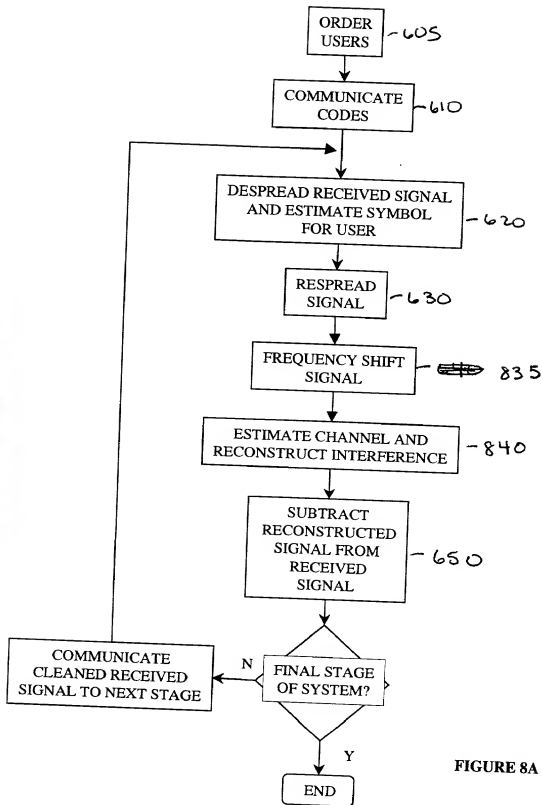 ORDER
USERS
605
COMMUNICATE
CODES
610
DESPREAD RECEIVED SIGNAL
AND ESTIMATE SYMBOL
FOR USER
620
RESPREAD
SIGNAL
630
FREQUENCY SHIFT
SIGNAL
835
ESTIMATE CHANNEL AND
RECONSTRUCT INTERFERENCE
840
SUBTRACT
RECONSTRUCTED
SIGNAL FROM
RECEIVED
SIGNAL
650
FINAL STAGE
OF SYSTEM?
N
COMMUNICATE
CLEANED RECEIVED
SIGNAL TO NEXT STAGE
Y
END
FIGURE 8A